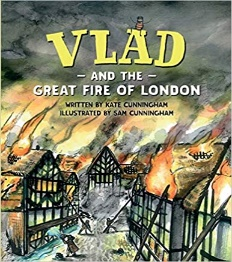 VLAD
— AND THE —
GREAT FIRE OF LONDON
WRITTEN BY KATE CUNNINGHAM
ILLUSTRATED BY SAM CUNNINGHAM